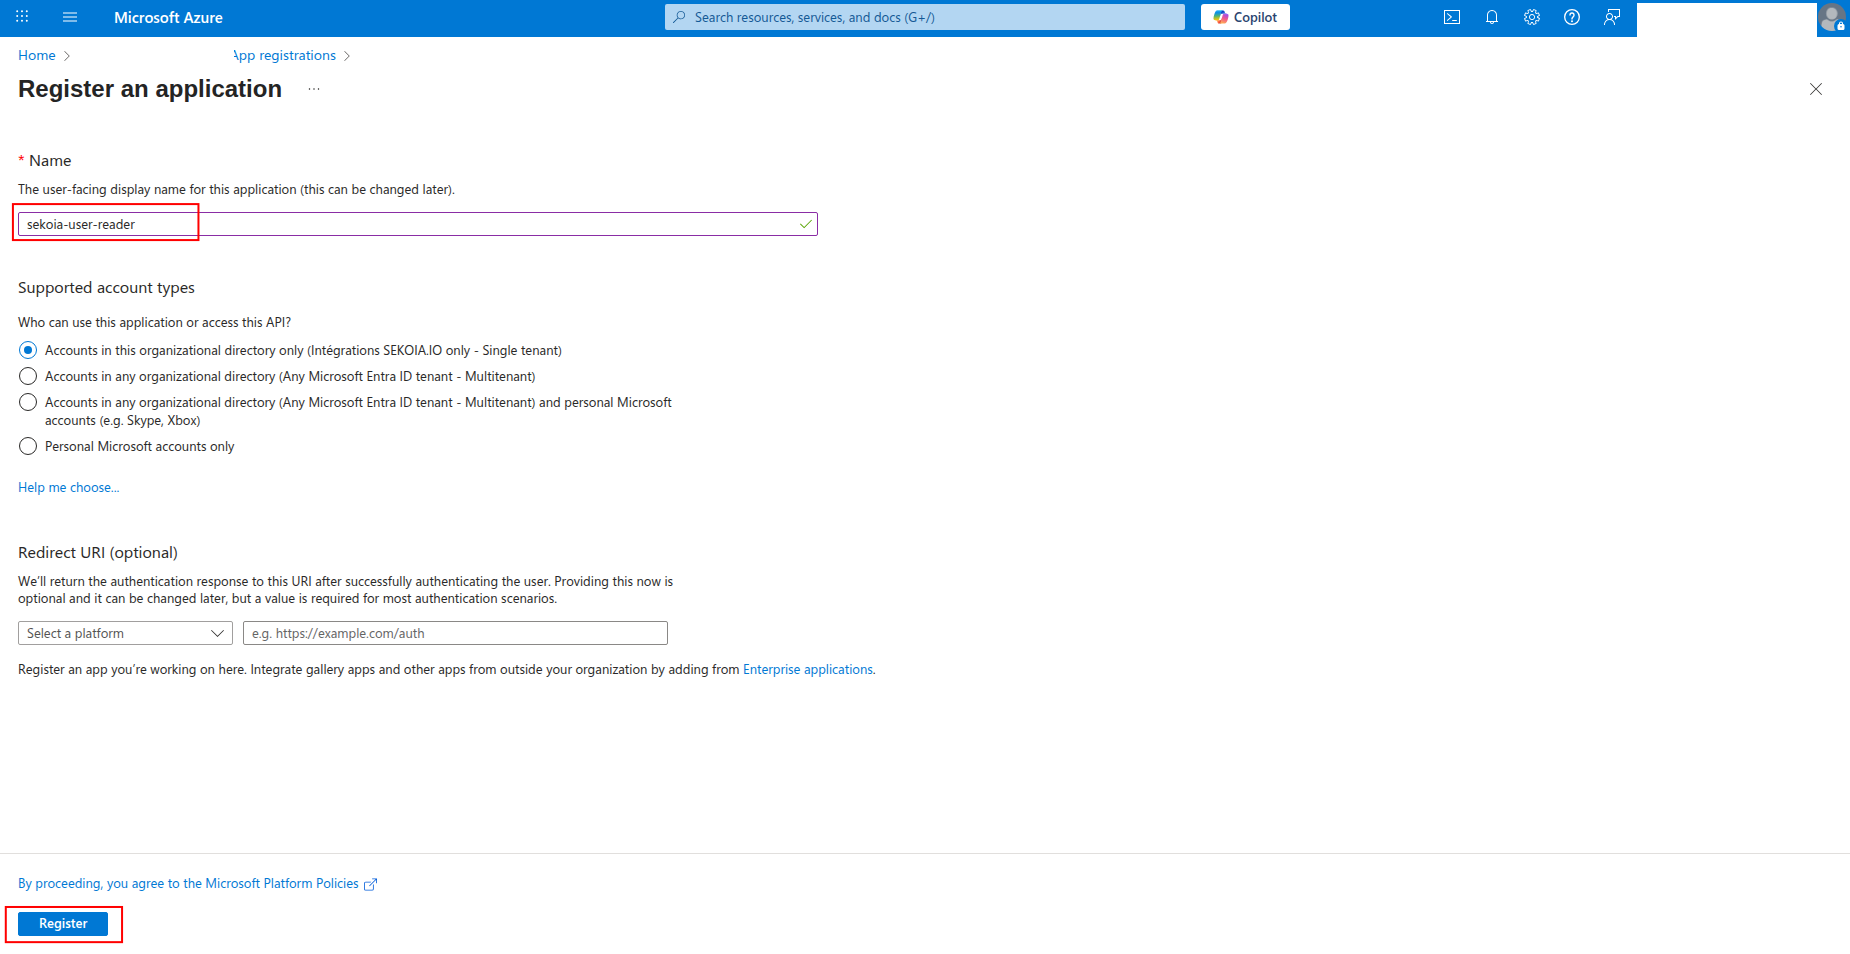 Microsoft Azure
Search resources, services, and docs (G+/)
Copilot
Home
App registrations
Register an application
* Name
The user-facing display name for this application (this can be changed later).
sekoia-user-reader
Supported account types
Who can use this application or access this API?
Accounts in this organizational directory only (Intégrations SEKOIA.IO only - Single tenant)
Accounts in any organizational directory (Any Microsoft Entra ID tenant - Multitenant)
Accounts in any organizational directory (Any Microsoft Entra ID tenant - Multitenant) and personal Microsoft
accounts (e.g. Skype, Xbox)
Personal Microsoft accounts only
Help me choose...
Redirect URI (optional)
We'll return the authentication response to this URI after successfully authenticating the user. Providing this now is
optional and it can be changed later, but a value is required for most authentication scenarios.
Select a platform
e.g. https://example.com/auth
Register an app you're working on here. Integrate gallery apps and other apps from outside your organization by adding from Enterprise applications.
By proceeding, you agree to the Microsoft Platform Policies
Register